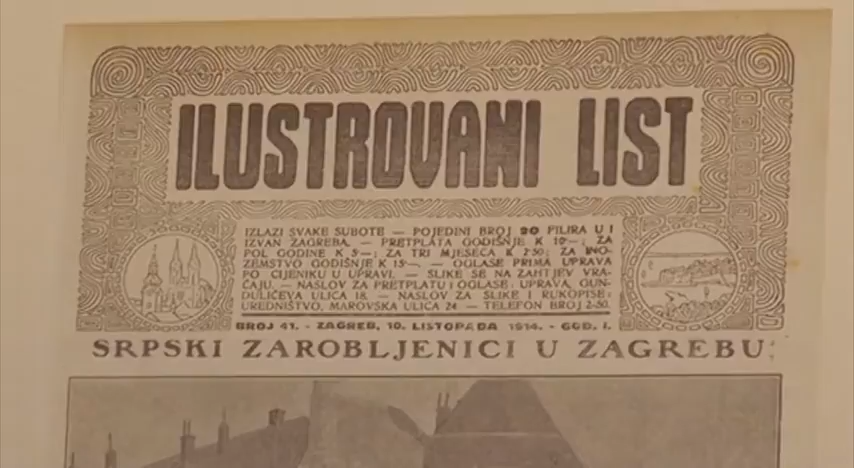 ILUSTROVANI LIST
IZLAZI SVAKE SUBOTE — POJEDINI BROJ 20 FILIRA U I
IZVAN ZAGREBA. — PRETPLATA GODIŠNJE K 10·—; ZA
POL GODINE K 5·—; ZA TRI MJESECA K 2·50; ZA INO-
ZEMSTVO GODIŠNJE K 15·—. — OGLASE PRIMA UPRAVA
PO CIJENIKU U UPRAVI. — SLIKE SE NA ZAHTJEV VRA-
ĆAJU. — NASLOV ZA PRETPLATU I OGLASE: UPRAVA, GUN-
DULIĆEVA ULICA 18. — NASLOV ZA SLIKE I RUKOPISE:
UREDNIŠTVO, MAROVSKA ULICA 24 — TELEFON BROJ 2-50.
BROJ 41. - ZAGREB, 10. LISTOPADA 1914. - GOD. I.
SRPSKI ZAROBLJENICI U ZAGREBU